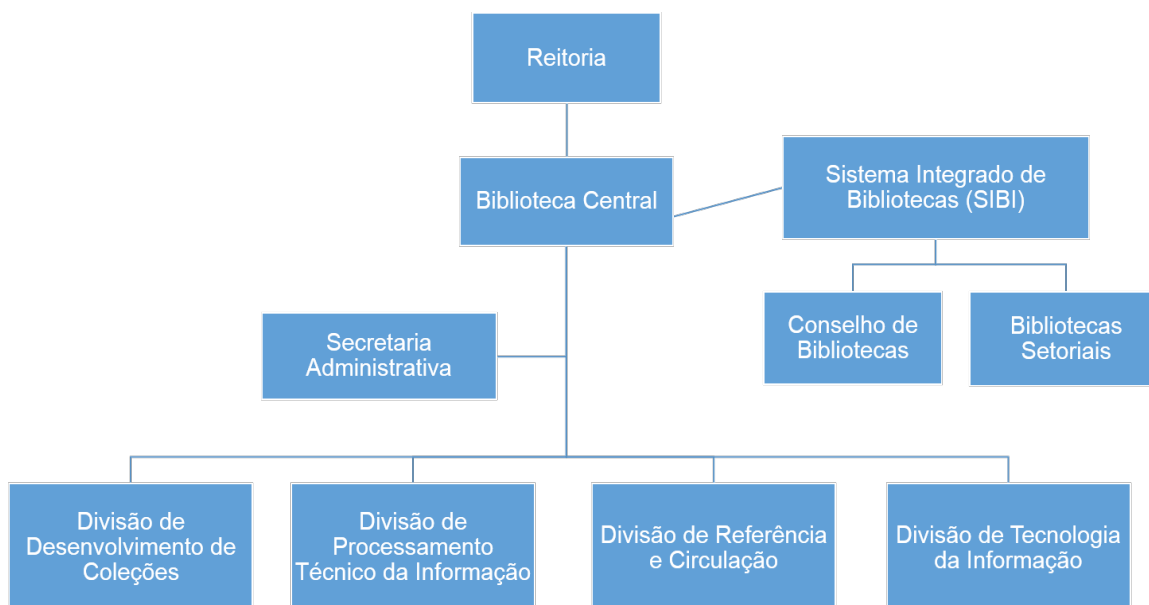 Reitoria
Biblioteca Central
Sistema Integrado de
Bibliotecas (SIBI)
Conselho de
Bibliotecas
Bibliotecas
Setoriais
Secretaria
Administrativa
Divisão de
Desenvolvimento de
Coleções
Divisão de
Processamento
Técnico da Informação
Divisão de Referência
e Circulação
Divisão de Tecnologia
da Informação